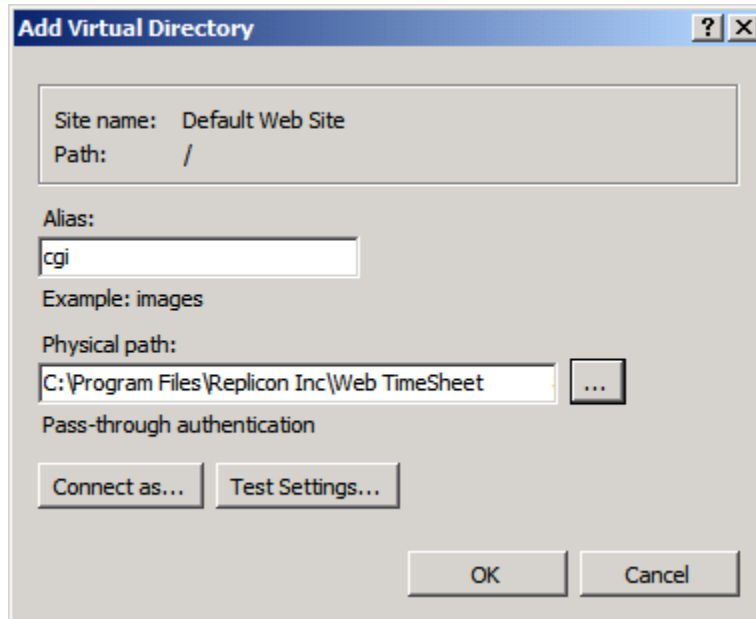 Add Virtual Directory
Site name: Default Web Site
Path: /
Alias:
cgi
Example: images
Physical path:
C:\Program Files\Replicon Inc\Web TimeSheet
...
Pass-through authentication
Connect as... Test Settings...
OK Cancel